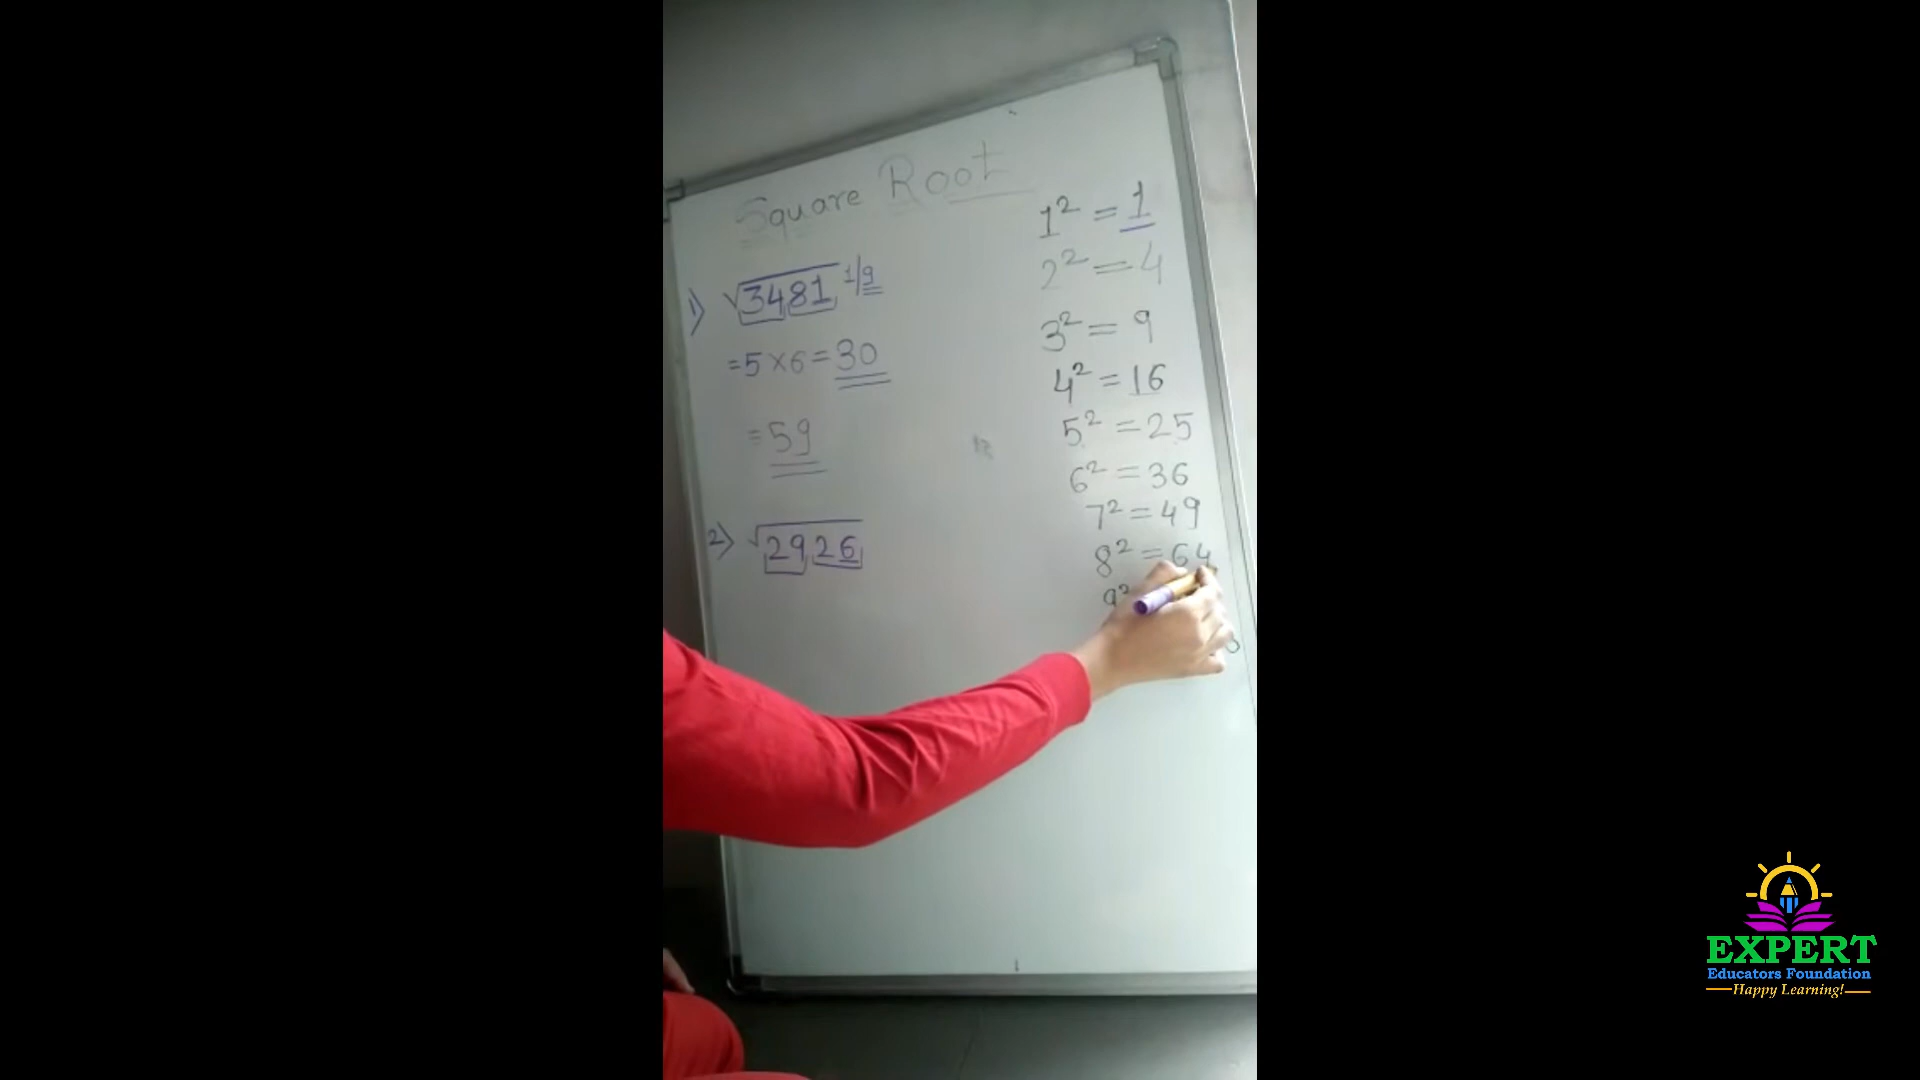 Square Root
1) √3481 1/9
= 5 × 6 = 30
= 59
2) √2926
1² = 1
2² = 4
3² = 9
4² = 16
5² = 25
6² = 36
7² = 49
8² = 64
9²
EXPERT
Educators Foundation
Happy Learning!